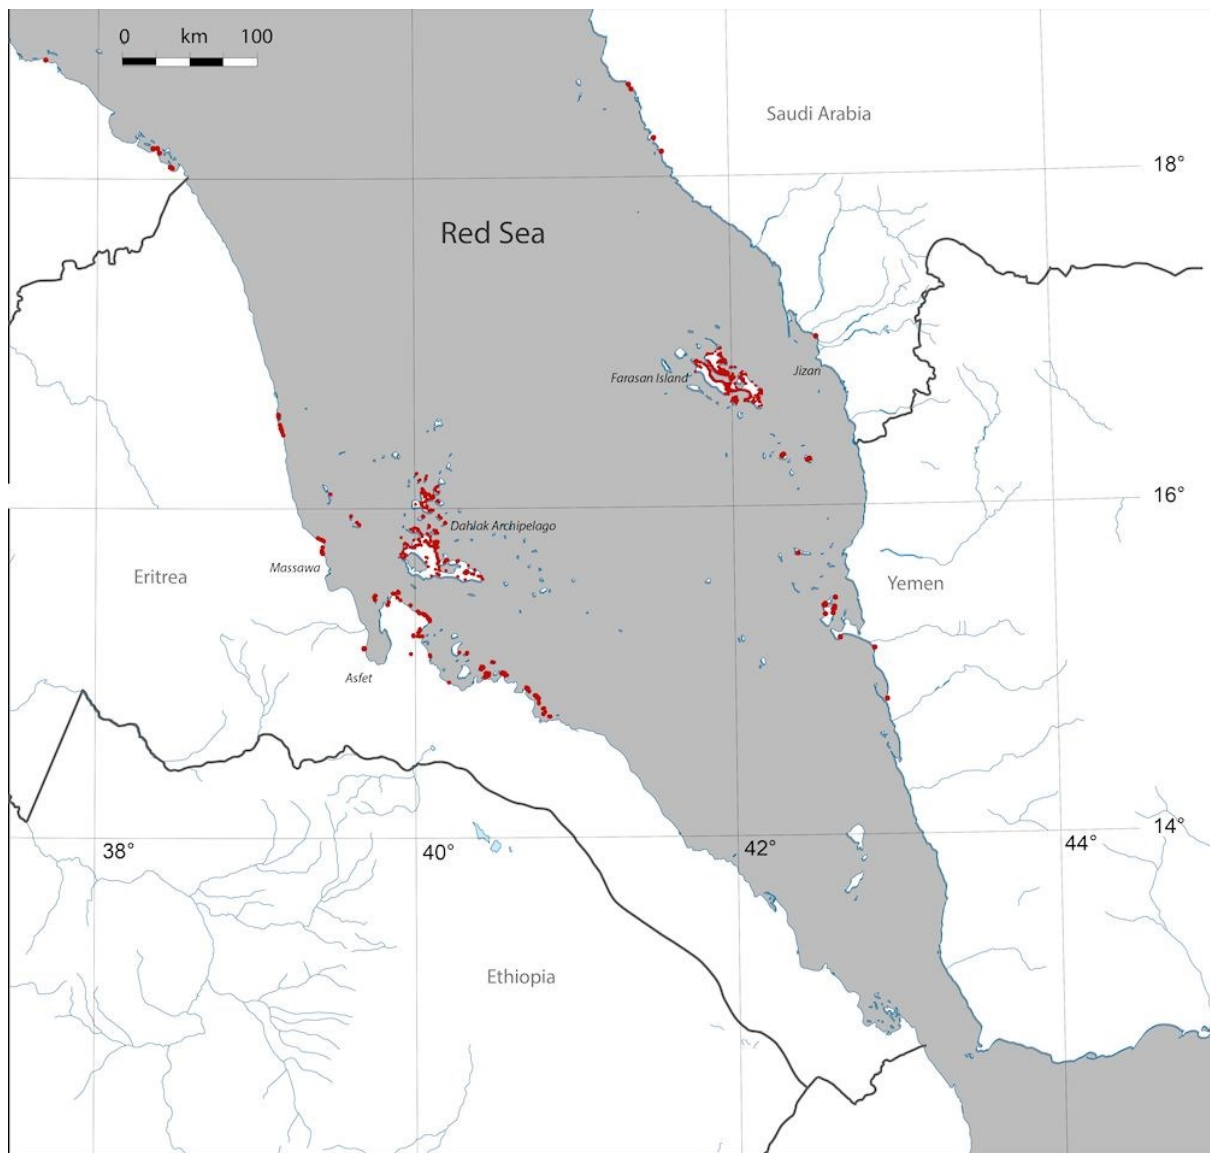 0 km 100
Saudi Arabia
18°
Red Sea
Farasan Island
Jizan
16°
Dahlak Archipelago
Massawa
Eritrea
Yemen
Asfet
14°
38°
40°
42°
44°
Ethiopia